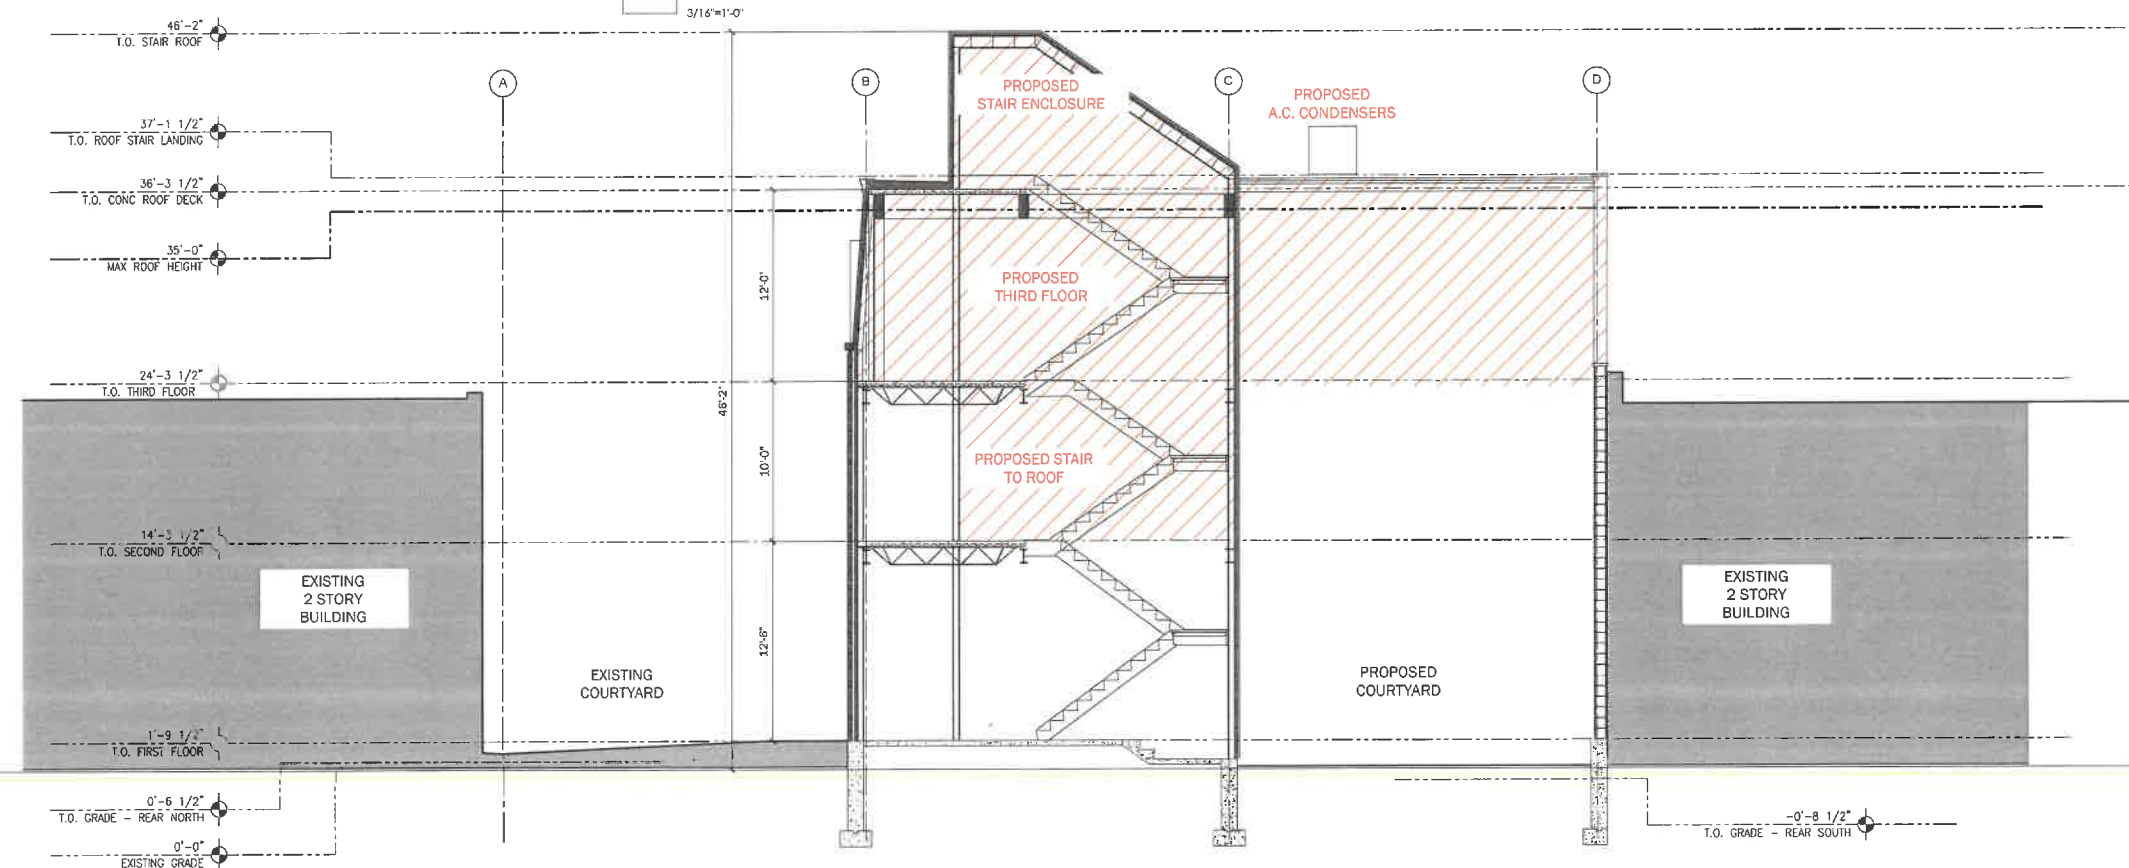 3/16"=1'-0"
46'-2"
T.O. STAIR ROOF
A
B
C
D
PROPOSED
STAIR ENCLOSURE
PROPOSED
A.C. CONDENSERS
37'-1 1/2"
T.O. ROOF STAIR LANDING
36'-3 1/2"
T.O. CONC ROOF DECK
35'-0"
MAX ROOF HEIGHT
12'-0"
PROPOSED
THIRD FLOOR
24'-3 1/2"
T.O. THIRD FLOOR
46'-2"
10'-0"
PROPOSED STAIR
TO ROOF
14'-3 1/2"
T.O. SECOND FLOOR
EXISTING
2 STORY
BUILDING
EXISTING
2 STORY
BUILDING
12'-6"
EXISTING
COURTYARD
PROPOSED
COURTYARD
1'-9 1/2"
T.O. FIRST FLOOR
0'-6 1/2"
T.O. GRADE - REAR NORTH
-0'-8 1/2"
T.O. GRADE - REAR SOUTH
0'-0"
EXISTING GRADE